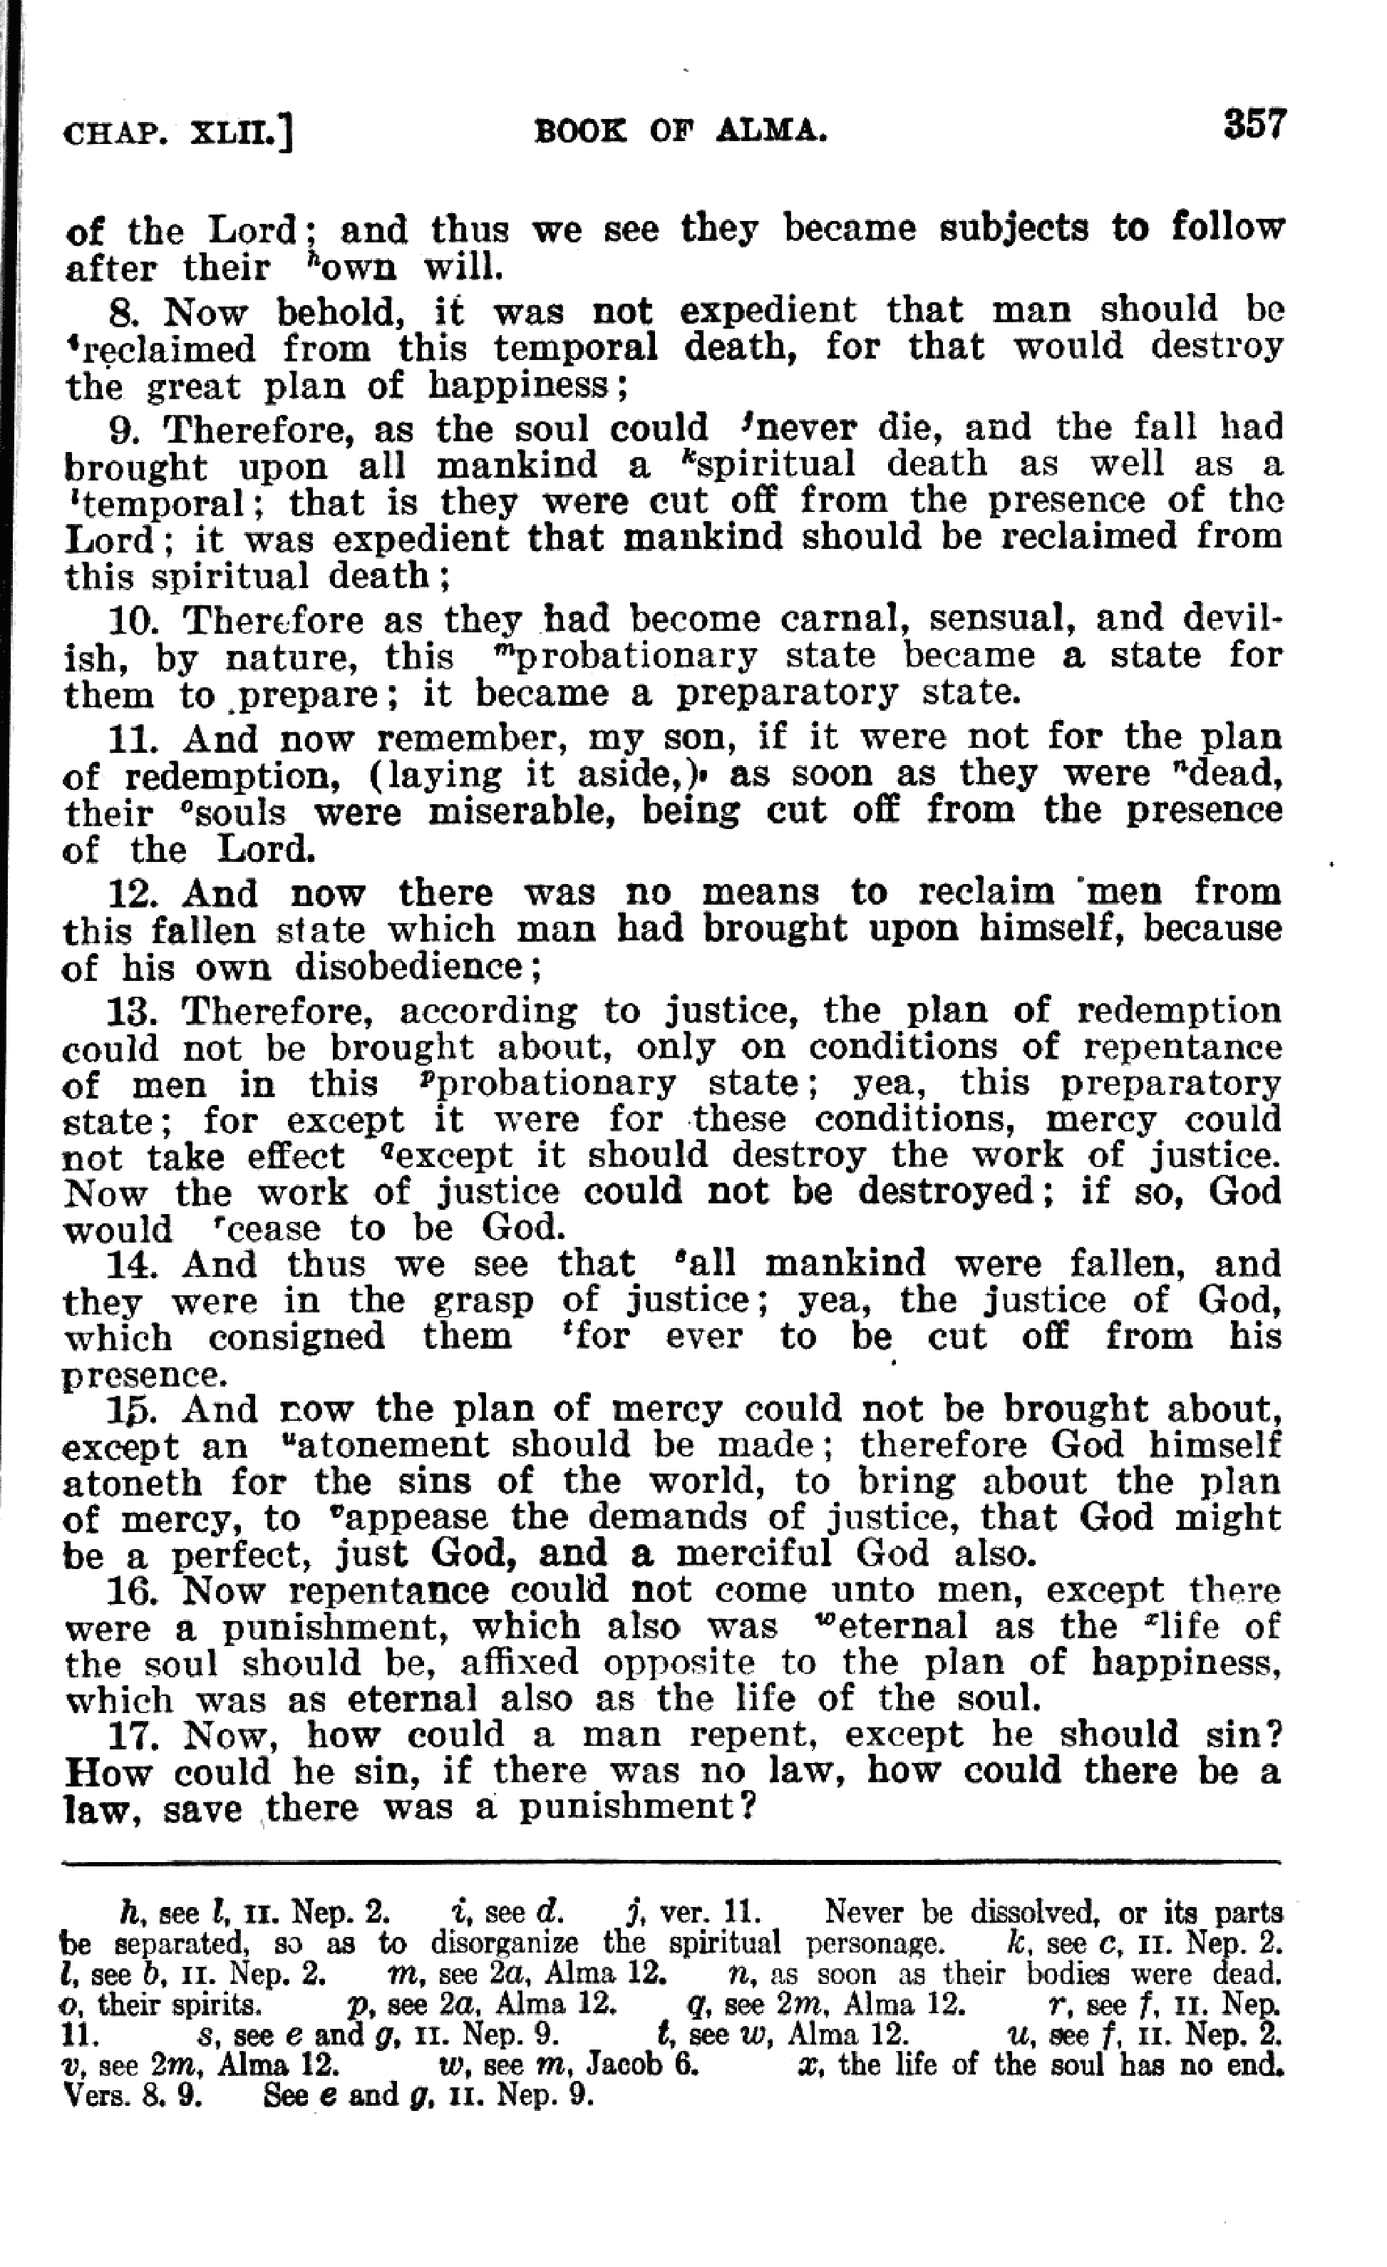 CHAP. XLII.] BOOK OF ALMA. 357
of the Lord; and thus we see they became subjects to follow
after their ʰown will.
8. Now behold, it was not expedient that man should be
ⁱreclaimed from this temporal death, for that would destroy
the great plan of happiness;
9. Therefore, as the soul could ʲnever die, and the fall had
brought upon all mankind a ᵏspiritual death as well as a
ˡtemporal; that is they were cut off from the presence of the
Lord; it was expedient that mankind should be reclaimed from
this spiritual death;
10. Therefore as they had become carnal, sensual, and devil-
ish, by nature, this ᵐprobationary state became a state for
them to prepare; it became a preparatory state.
11. And now remember, my son, if it were not for the plan
of redemption, (laying it aside,) as soon as they were ⁿdead,
their ᵒsouls were miserable, being cut off from the presence
of the Lord.
12. And now there was no means to reclaim men from
this fallen state which man had brought upon himself, because
of his own disobedience;
13. Therefore, according to justice, the plan of redemption
could not be brought about, only on conditions of repentance
of men in this ᵖprobationary state; yea, this preparatory
state; for except it were for these conditions, mercy could
not take effect 𐞥except it should destroy the work of justice.
Now the work of justice could not be destroyed; if so, God
would ʳcease to be God.
14. And thus we see that ˢall mankind were fallen, and
they were in the grasp of justice; yea, the justice of God,
which consigned them ᵗfor ever to be cut off from his
presence.
15. And now the plan of mercy could not be brought about,
except an ᵘatonement should be made; therefore God himself
atoneth for the sins of the world, to bring about the plan
of mercy, to ᵛappease the demands of justice, that God might
be a perfect, just God, and a merciful God also.
16. Now repentance could not come unto men, except there
were a punishment, which also was ʷeternal as the ˣlife of
the soul should be, affixed opposite to the plan of happiness,
which was as eternal also as the life of the soul.
17. Now, how could a man repent, except he should sin?
How could he sin, if there was no law, how could there be a
law, save there was a punishment?
h, see l, II. Nep. 2. i, see d. j, ver. 11. Never be dissolved, or its parts
be separated, so as to disorganize the spiritual personage. k, see c, II. Nep. 2.
l, see b, II. Nep. 2. m, see 2a, Alma 12. n, as soon as their bodies were dead.
o, their spirits. p, see 2a, Alma 12. q, see 2m, Alma 12. r, see f, II. Nep.
11. s, see e and g, II. Nep. 9. t, see w, Alma 12. u, see f, II. Nep. 2.
v, see 2m, Alma 12. w, see m, Jacob 6. x, the life of the soul has no end.
Vers. 8, 9. See e and g, II. Nep. 9.